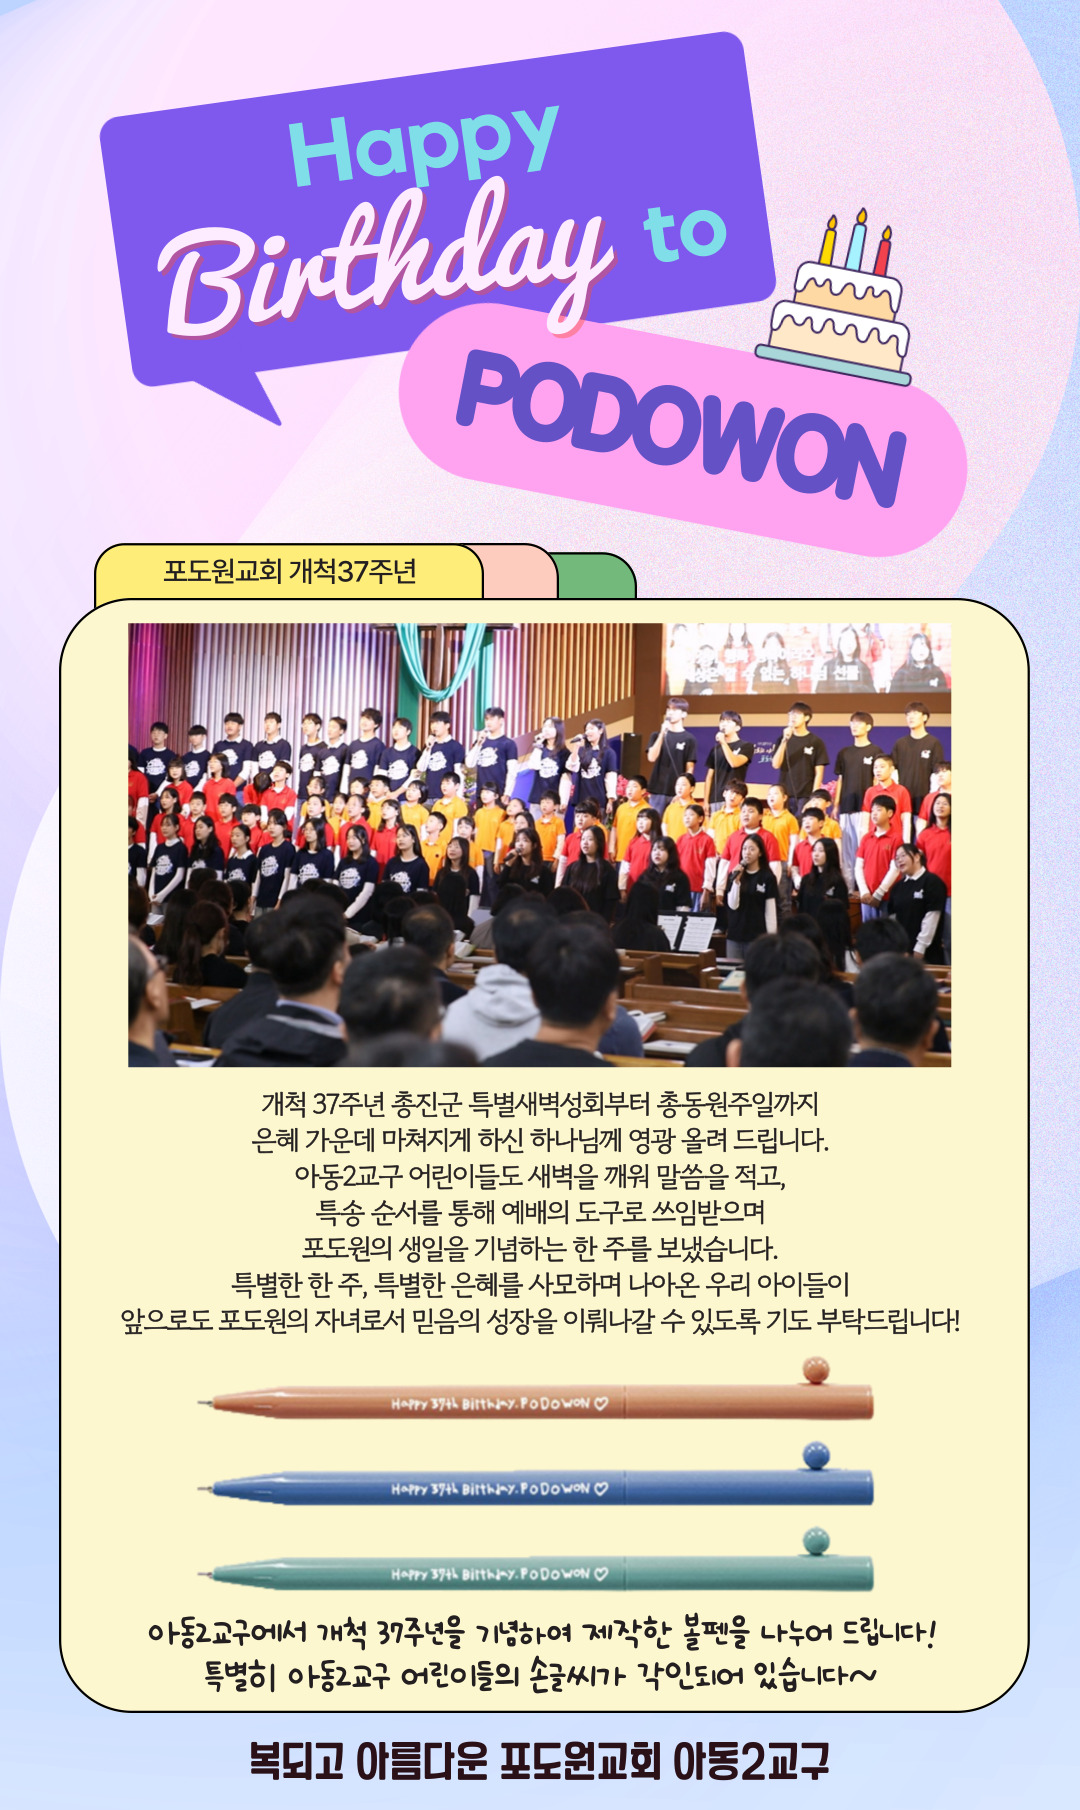 Happy
Birthday to
PODOWON
포도원교회 개척37주년
하나님 선물
개척 37주년 총진군 특별새벽성회부터 총동원주일까지
은혜 가운데 마쳐지게 하신 하나님께 영광 올려 드립니다.
아동2교구 어린이들도 새벽을 깨워 말씀을 적고,
특송 순서를 통해 예배의 도구로 쓰임받으며
포도원의 생일을 기념하는 한 주를 보냈습니다.
특별한 한 주, 특별한 은혜를 사모하며 나아온 우리 아이들이
앞으로도 포도원의 자녀로서 믿음의 성장을 이뤄나갈 수 있도록 기도 부탁드립니다!
Happy 37th Birthday. PODOWON ♡
Happy 37th Birthday. PODOWON ♡
Happy 37th Birthday. PODOWON ♡
아동2교구에서 개척 37주년을 기념하여 제작한 볼펜을 나누어 드립니다!
특별히 아동2교구 어린이들의 손글씨가 각인되어 있습니다~
복되고 아름다운 포도원교회 아동2교구